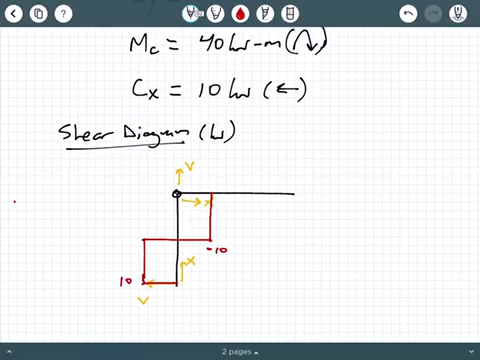 Mc = 40 kN-m (↷)
Cx = 10 kN (←)
Shear Diagram (kN)
V
x
-10
x
10
V
2 pages